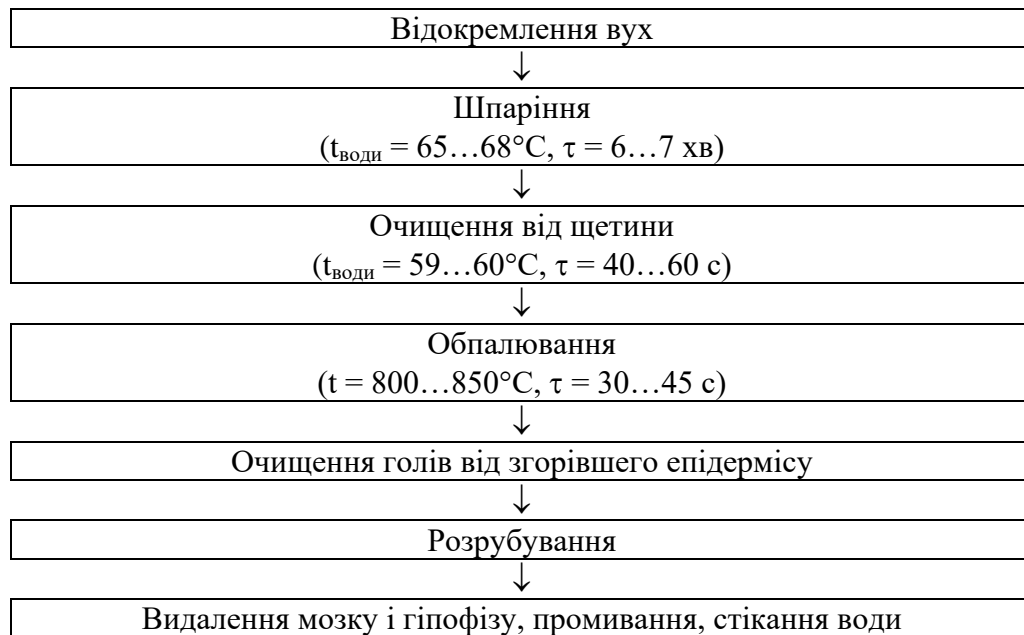 Відокремлення вух
↓
Шпаріння
(tводи = 65…68°C, τ = 6…7 хв)
↓
Очищення від щетини
(tводи = 59…60°C, τ = 40…60 с)
↓
Обпалювання
(t = 800…850°C, τ = 30…45 с)
↓
Очищення голів від згорівшего епідермісу
↓
Розрубування
↓
Видалення мозку і гіпофізу, промивання, стікання води